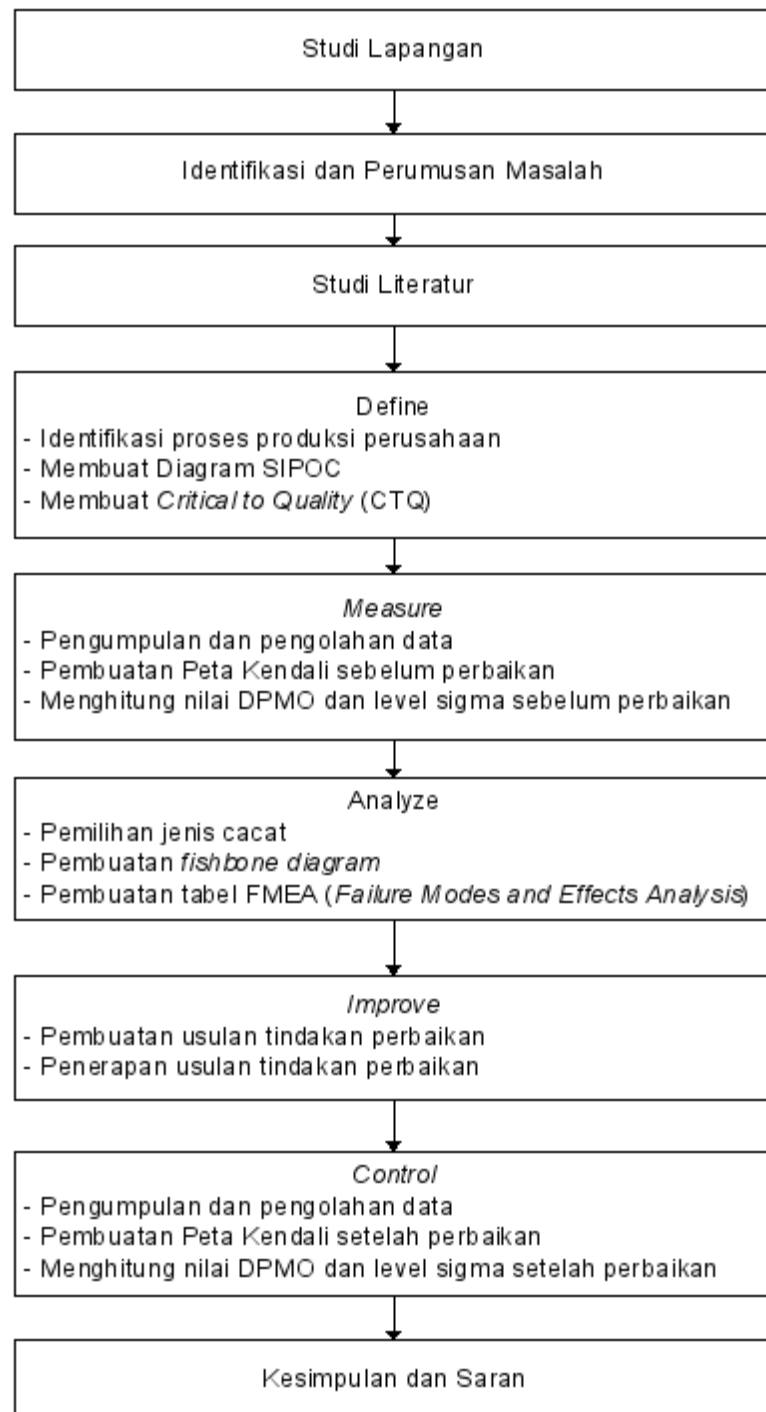 Studi Lapangan
Identifikasi dan Perumusan Masalah
Studi Literatur
Define
- Identifikasi proses produksi perusahaan
- Membuat Diagram SIPOC
- Membuat Critical to Quality (CTQ)
Measure
- Pengumpulan dan pengolahan data
- Pembuatan Peta Kendali sebelum perbaikan
- Menghitung nilai DPMO dan level sigma sebelum perbaikan
Analyze
- Pemilihan jenis cacat
- Pembuatan fishbone diagram
- Pembuatan tabel FMEA (Failure Modes and Effects Analysis)
Improve
- Pembuatan usulan tindakan perbaikan
- Penerapan usulan tindakan perbaikan
Control
- Pengumpulan dan pengolahan data
- Pembuatan Peta Kendali setelah perbaikan
- Menghitung nilai DPMO dan level sigma setelah perbaikan
Kesimpulan dan Saran